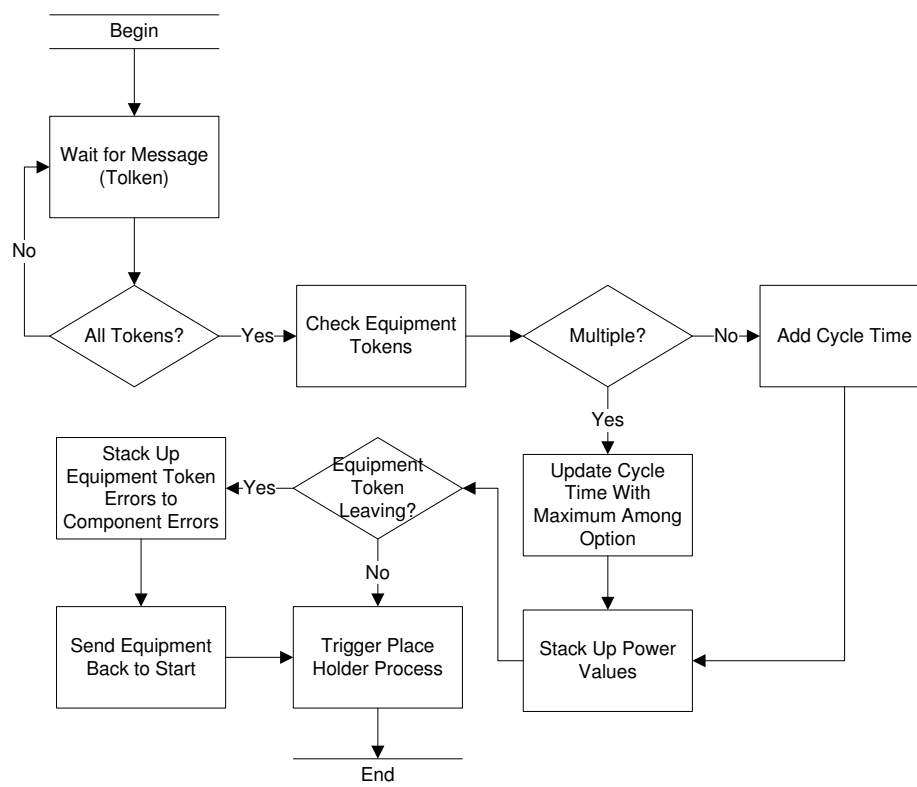 Begin
Wait for Message
(Tolken)
No
All Tokens?
Yes
Check Equipment
Tokens
Multiple?
No
Add Cycle Time
Yes
Stack Up
Equipment Token
Errors to
Component Errors
Yes
Equipment
Token
Leaving?
Update Cycle
Time With
Maximum Among
Option
No
Send Equipment
Back to Start
Trigger Place
Holder Process
Stack Up Power
Values
End